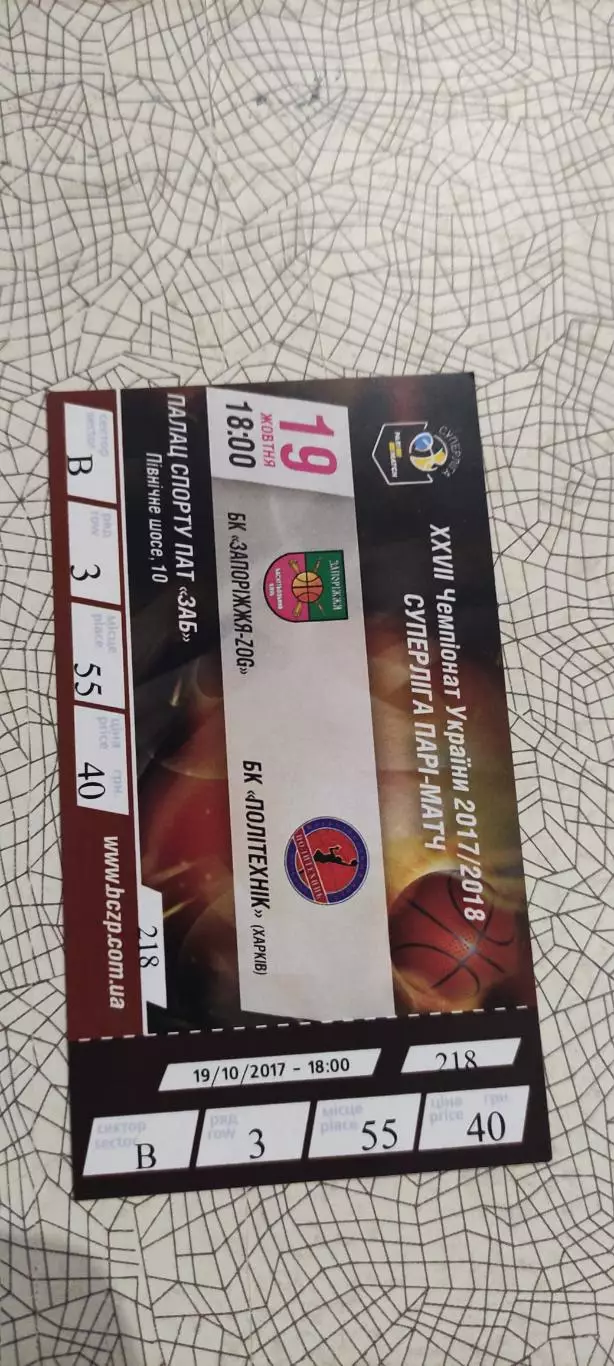 СУПЕРЛІГА
XXVII Чемпіонат України 2017/2018
СУПЕРЛІГА ПАРІ-МАТЧ
19
ЖОВТНЯ
18:00
ЗАПОРІЖЖЯ
ПОЛИТЕХНИК
БК «ЗАПОРІЖЖЯ-ZOG»
БК «ПОЛІТЕХНІК» (ХАРКІВ)
ПАЛАЦ СПОРТУ ПАТ «ЗАБ»
Північне шосе, 10
218
сектор
sector
B
ряд
row
3
місце
place
55
ціна грн.
price
40
www.bczp.com.ua
19/10/2017 – 18:00
218
сектор
sector
B
ряд
row
3
місце
place
55
ціна грн.
price
40